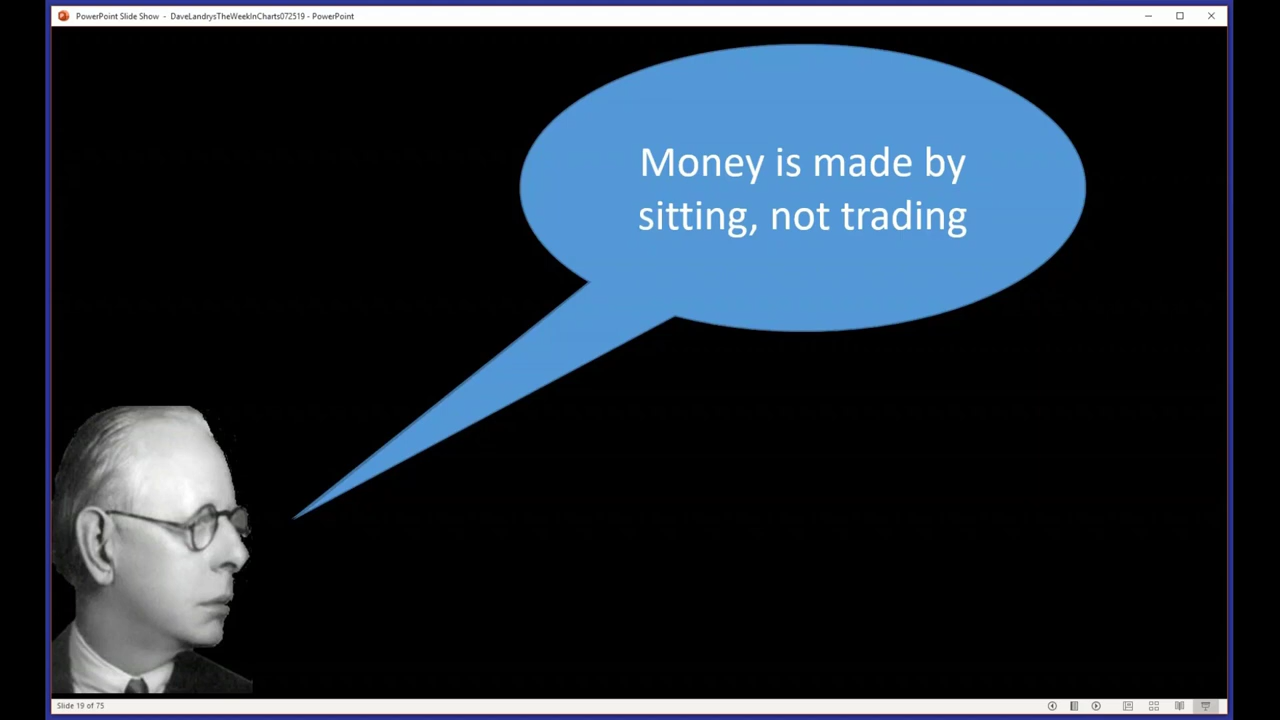 PowerPoint Slide Show - DaveLandrysTheWeekInCharts072519 - PowerPoint
Money is made by
sitting, not trading
Slide 19 of 75